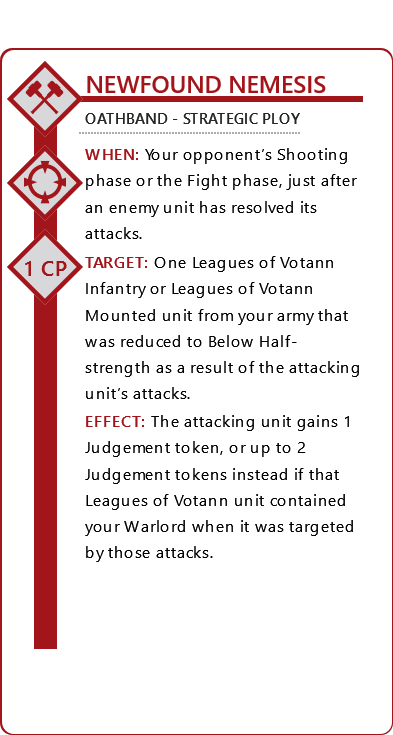 NEWFOUND NEMESIS
OATHBAND - STRATEGIC PLOY
WHEN: Your opponent's Shooting
phase or the Fight phase, just after
an enemy unit has resolved its
attacks.
1 CP
TARGET: One Leagues of Votann
Infantry or Leagues of Votann
Mounted unit from your army that
was reduced to Below Half-
strength as a result of the attacking
unit's attacks.
EFFECT: The attacking unit gains 1
Judgement token, or up to 2
Judgement tokens instead if that
Leagues of Votann unit contained
your Warlord when it was targeted
by those attacks.